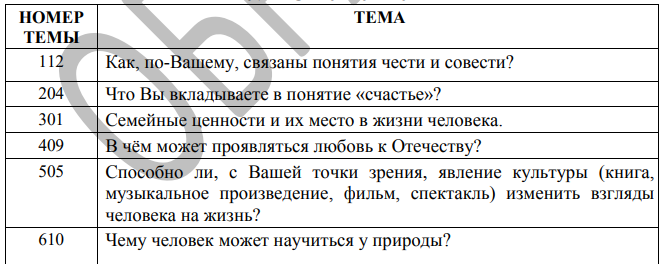 НОМЕР ТЕМЫ
ТЕМА
112 Как, по-Вашему, связаны понятия чести и совести?
204 Что Вы вкладываете в понятие «счастье»?
301 Семейные ценности и их место в жизни человека.
409 В чём может проявляться любовь к Отечеству?
505 Способно ли, с Вашей точки зрения, явление культуры (книга,
музыкальное произведение, фильм, спектакль) изменить взгляды
человека на жизнь?
610 Чему человек может научиться у природы?